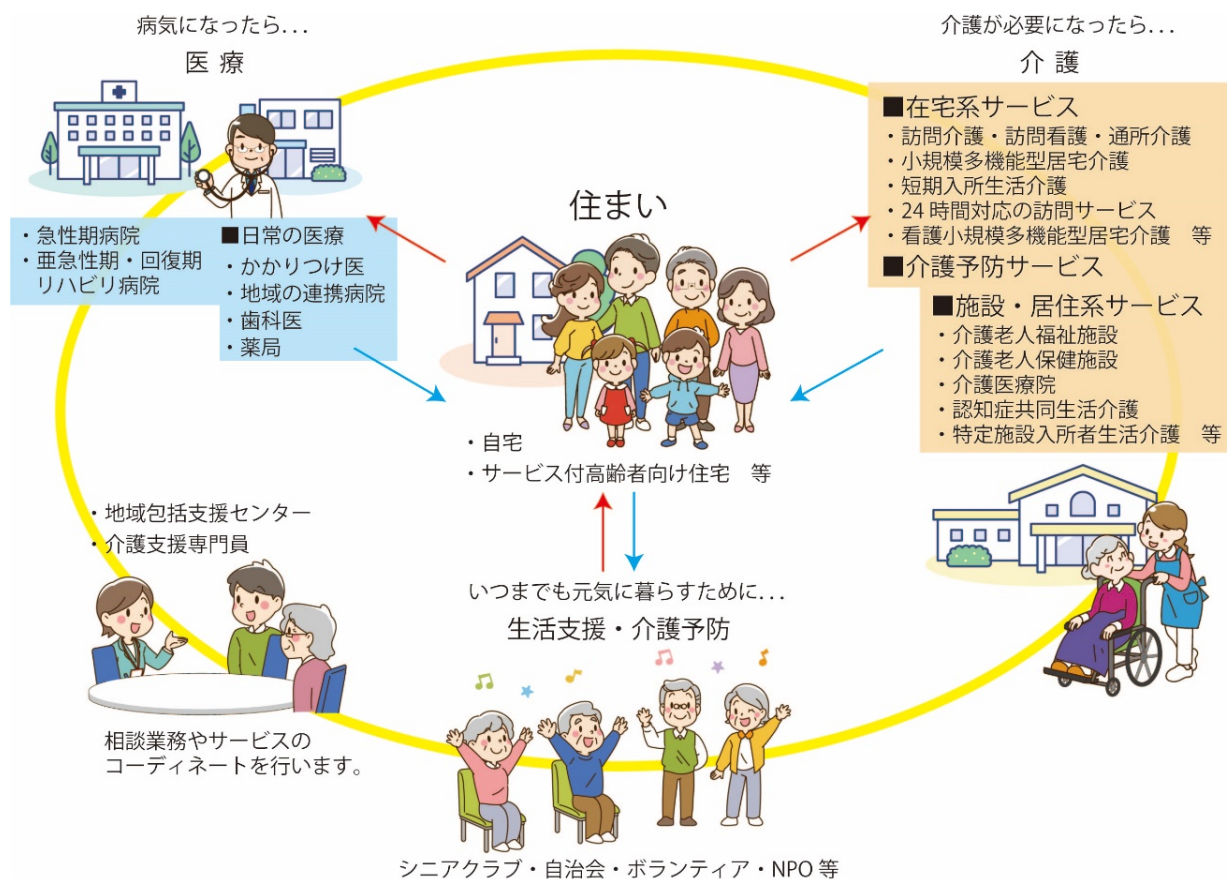 病気になったら...
医療
・急性期病院
・亜急性期・回復期
リハビリ病院
■日常の医療
・かかりつけ医
・地域の連携病院
・歯科医
・薬局
住まい
・自宅
・サービス付高齢者向け住宅　等
介護が必要になったら...
介護
■在宅系サービス
・訪問介護・訪問看護・通所介護
・小規模多機能型居宅介護
・短期入所生活介護
・24時間対応の訪問サービス
・看護小規模多機能型居宅介護　等
■介護予防サービス
■施設・居住系サービス
・介護老人福祉施設
・介護老人保健施設
・介護医療院
・認知症共同生活介護
・特定施設入所者生活介護　等
・地域包括支援センター
・介護支援専門員
相談業務やサービスの
コーディネートを行います。
いつまでも元気に暮らすために...
生活支援・介護予防
シニアクラブ・自治会・ボランティア・NPO 等